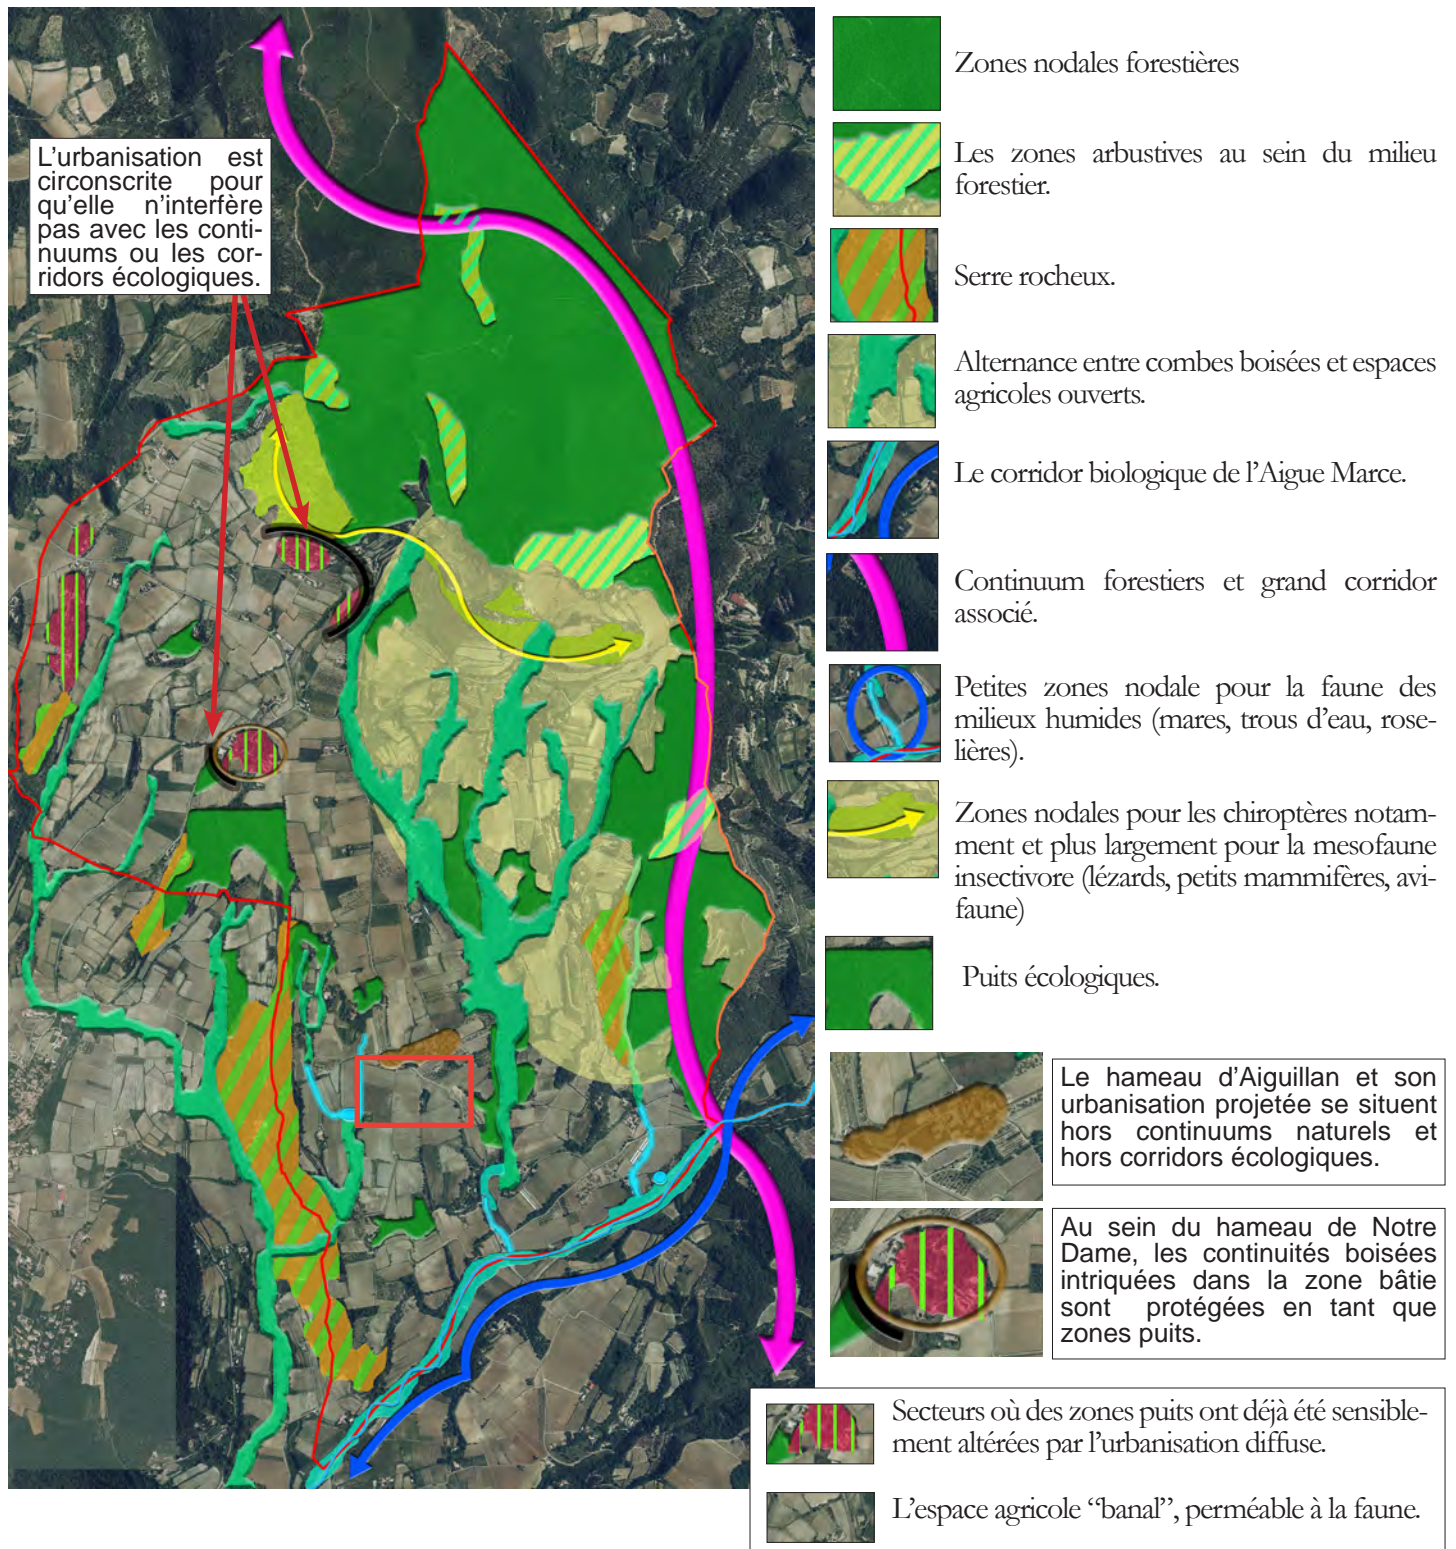 L'urbanisation est
circonscrite pour
qu'elle n'interfère
pas avec les conti-
nuums ou les cor-
ridors écologiques.
Zones nodales forestières
Les zones arbustives au sein du milieu
forestier.
Serre rocheux.
Alternance entre combes boisées et espaces
agricoles ouverts.
Le corridor biologique de l'Aigue Marce.
Continuum forestiers et grand corridor
associé.
Petites zones nodale pour la faune des
milieux humides (mares, trous d'eau, rose-
lières).
Zones nodales pour les chiroptères notam-
ment et plus largement pour la mesofaune
insectivore (lézards, petits mammifères, avi-
faune)
Puits écologiques.
Le hameau d'Aiguillan et son
urbanisation projetée se situent
hors continuums naturels et
hors corridors écologiques.
Au sein du hameau de Notre
Dame, les continuités boisées
intriquées dans la zone bâtie
sont protégées en tant que
zones puits.
Secteurs où des zones puits ont déjà été sensible-
ment altérées par l'urbanisation diffuse.
L'espace agricole “banal”, perméable à la faune.